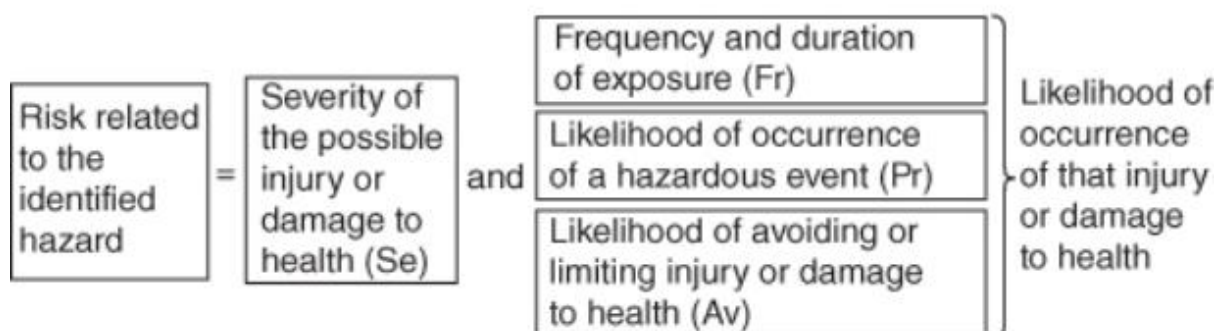 Risk related
to the
identified
hazard
=
Severity of
the possible
injury or
damage to
health (Se)
and
Frequency and duration
of exposure (Fr)
Likelihood of occurrence
of a hazardous event (Pr)
Likelihood of avoiding or
limiting injury or damage
to health (Av)
Likelihood of
occurrence
of that injury
or damage
to health